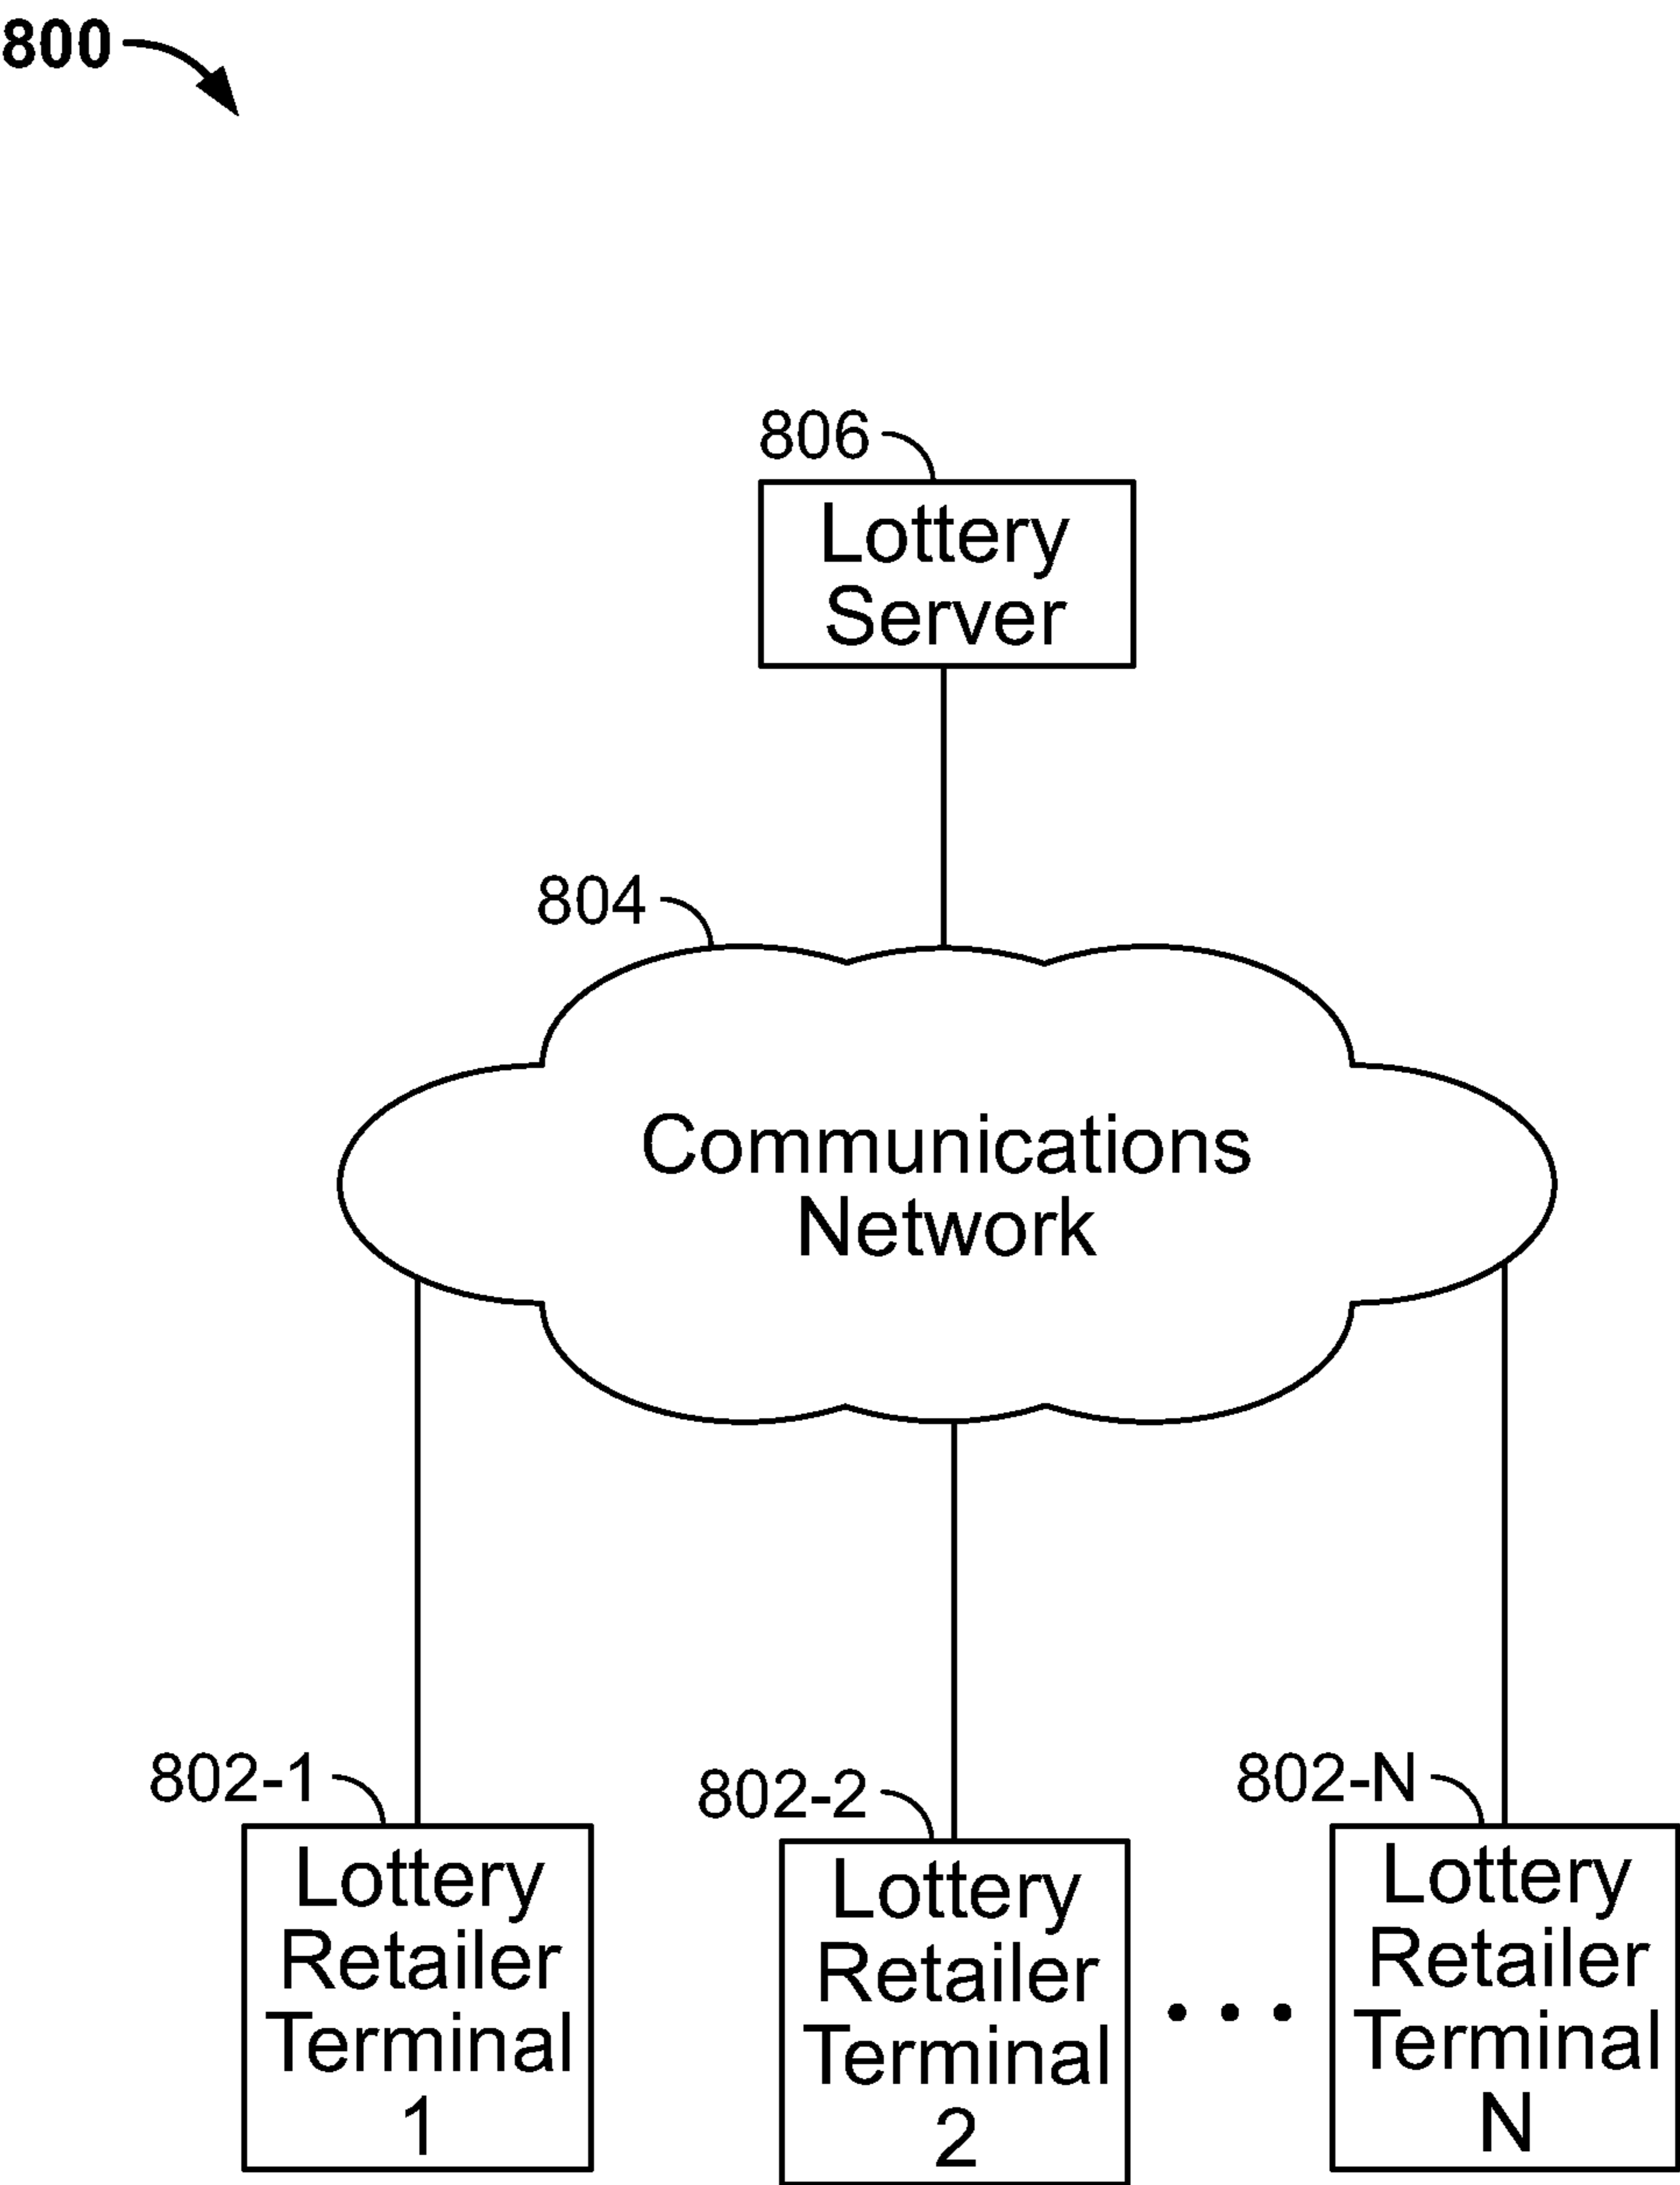 800
806
Lottery
Server
804
Communications
Network
802-1
Lottery
Retailer
Terminal
1
802-2
Lottery
Retailer
Terminal
2
802-N
Lottery
Retailer
Terminal
N